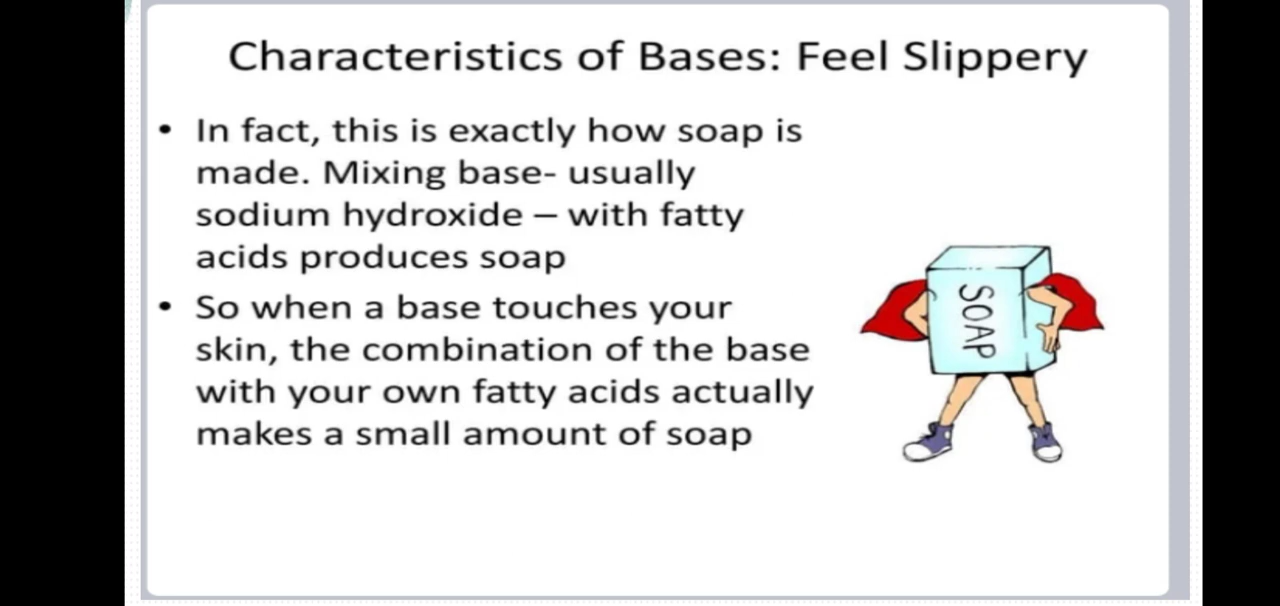 Characteristics of Bases: Feel Slippery
• In fact, this is exactly how soap is
made. Mixing base- usually
sodium hydroxide – with fatty
acids produces soap
• So when a base touches your
skin, the combination of the base
with your own fatty acids actually
makes a small amount of soap
SOAP